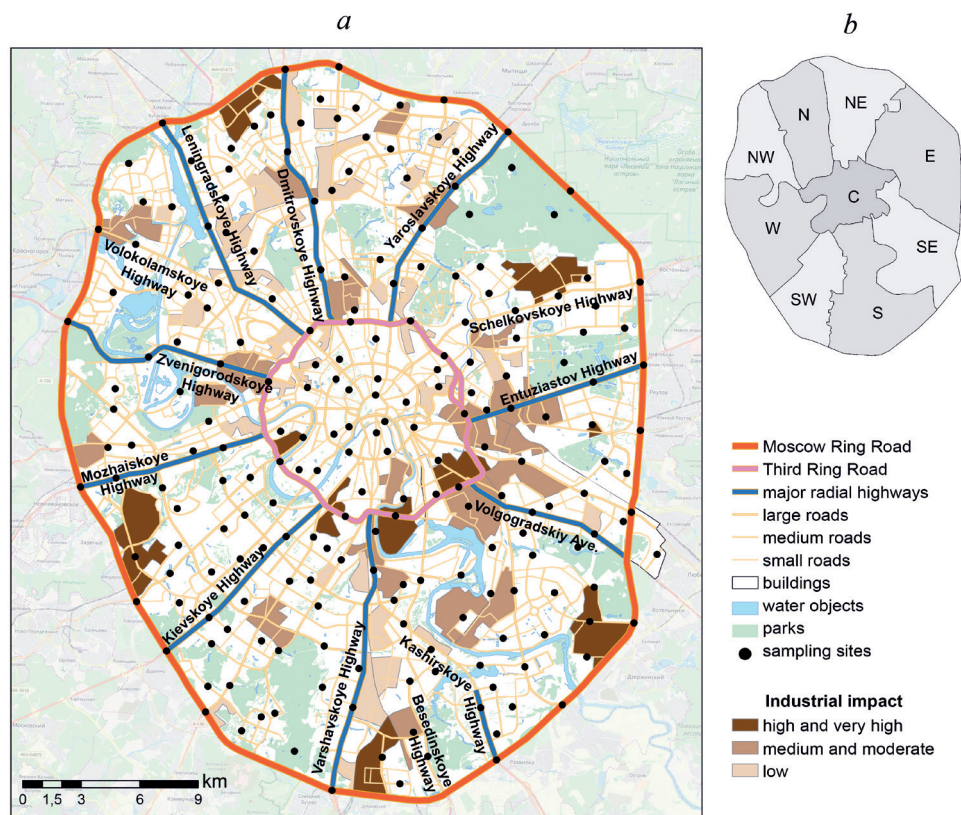 a
b
Leningradskoye Highway
Dmitrovskoye Highway
Yaroslavskoye Highway
Volokolamskoye
Highway
Schelkovskoye Highway
Zvenigorodskoye
Highway
Entuziastov Highway
Mozhaiskoye
Highway
Volgogradskiy Ave.
Kievskoye Highway
Varshavskoye Highway
Kashirskoye
Highway
Besedinskoye
Highway
km
0 1,5 3 6 9
N
NE
NW
E
C
W
SE
SW
S
Moscow Ring Road
Third Ring Road
major radial highways
large roads
medium roads
small roads
buildings
water objects
parks
sampling sites
Industrial impact
high and very high
medium and moderate
low